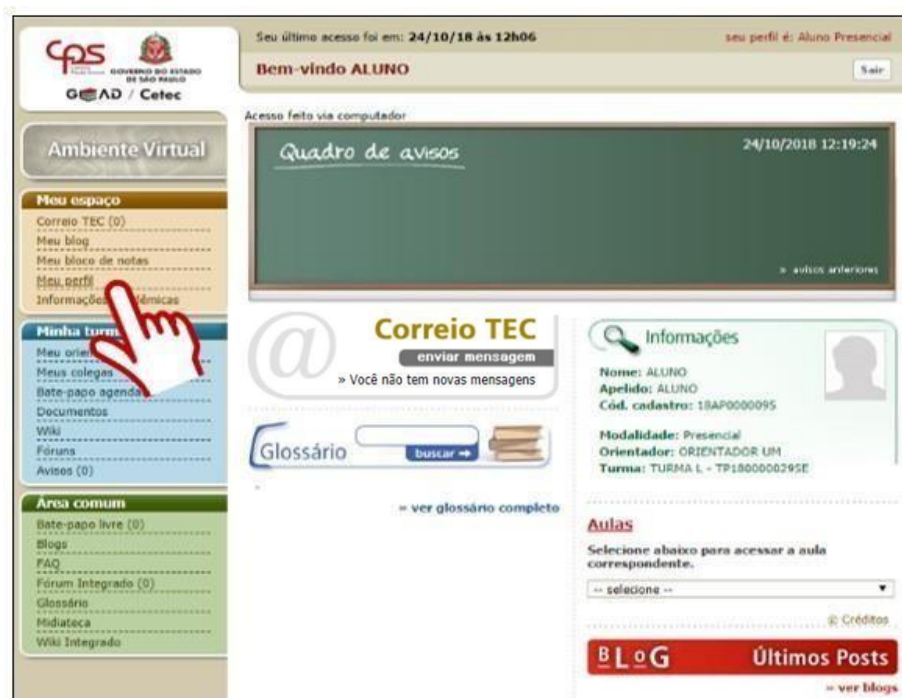 CPS
GOVERNO DO ESTADO
DE SÃO PAULO
GEEAD / Cetec
Seu último acesso foi em: 24/10/18 às 12h06
seu perfil é: Aluno Presencial
Bem-vindo ALUNO
Sair
Acesso feito via computador
Ambiente Virtual
Quadro de avisos
24/10/2018 12:19:24
» avisos anteriores
Meu espaço
Correio TEC (0)
Meu blog
Meu bloco de notas
Meu perfil
Minha
Meu
Meus colegas
Bate-papo
Documentos
Wiki
Fóruns
Avisos (0)
Área comum
Bate-papo livre (0)
Blogs
FAQ
Fórum Integrado (0)
Glossário
Midiateca
Wiki Integrado
@
Correio TEC
enviar mensagem
» Você não tem novas mensagens
Glossário
buscar
» ver glossário completo
Informações
Nome: ALUNO
Apelido: ALUNO
Cód. cadastro: 18AP0000095
Modalidade: Presencial
Orientador: ORIENTADOR UM
Turma: TURMA L - TP180000029SE
Aulas
Selecione abaixo para acessar a aula
correspondente.
-- selecione --
© Créditos
BLoG
Últimos Posts
» ver blogs